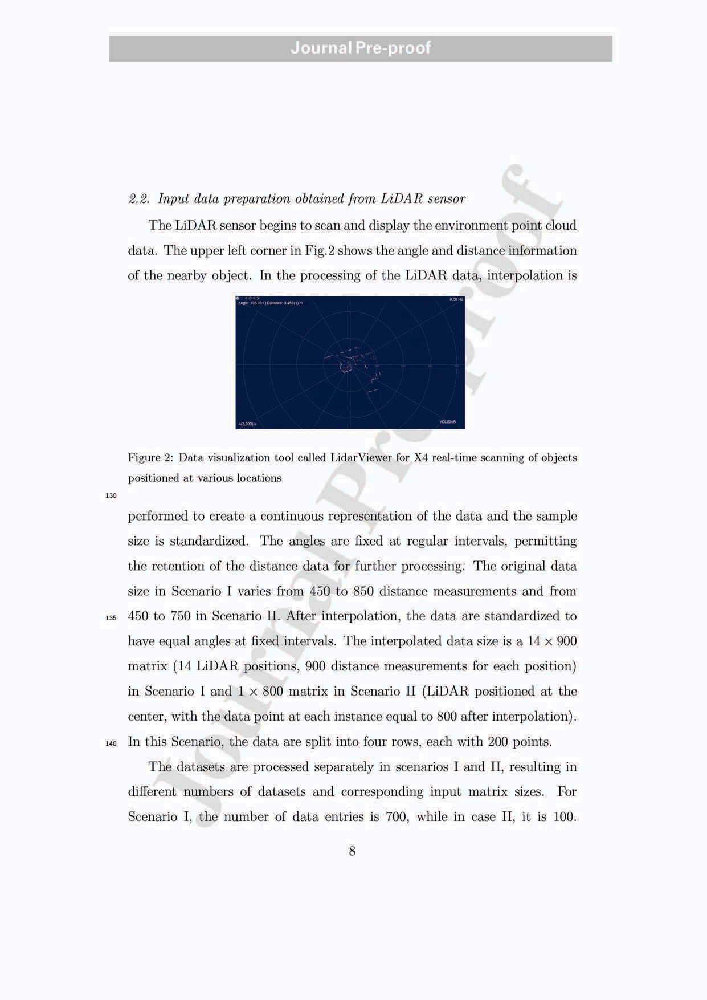 Journal Pre-proof
2.2. Input data preparation obtained from LiDAR sensor
The LiDAR sensor begins to scan and display the environment point cloud
data. The upper left corner in Fig.2 shows the angle and distance information
of the nearby object. In the processing of the LiDAR data, interpolation is
Angle: 136.031 | Distance: 3,453(1) m
8.00 Hz
4(3,999) k
YDLIDAR
Figure 2: Data visualization tool called LidarViewer for X4 real-time scanning of objects
positioned at various locations
130
performed to create a continuous representation of the data and the sample
size is standardized. The angles are fixed at regular intervals, permitting
the retention of the distance data for further processing. The original data
size in Scenario I varies from 450 to 850 distance measurements and from
135 450 to 750 in Scenario II. After interpolation, the data are standardized to
have equal angles at fixed intervals. The interpolated data size is a 14 × 900
matrix (14 LiDAR positions, 900 distance measurements for each position)
in Scenario I and 1 × 800 matrix in Scenario II (LiDAR positioned at the
center, with the data point at each instance equal to 800 after interpolation).
140 In this Scenario, the data are split into four rows, each with 200 points.
The datasets are processed separately in scenarios I and II, resulting in
different numbers of datasets and corresponding input matrix sizes. For
Scenario I, the number of data entries is 700, while in case II, it is 100.
8
Journal Pre-proof